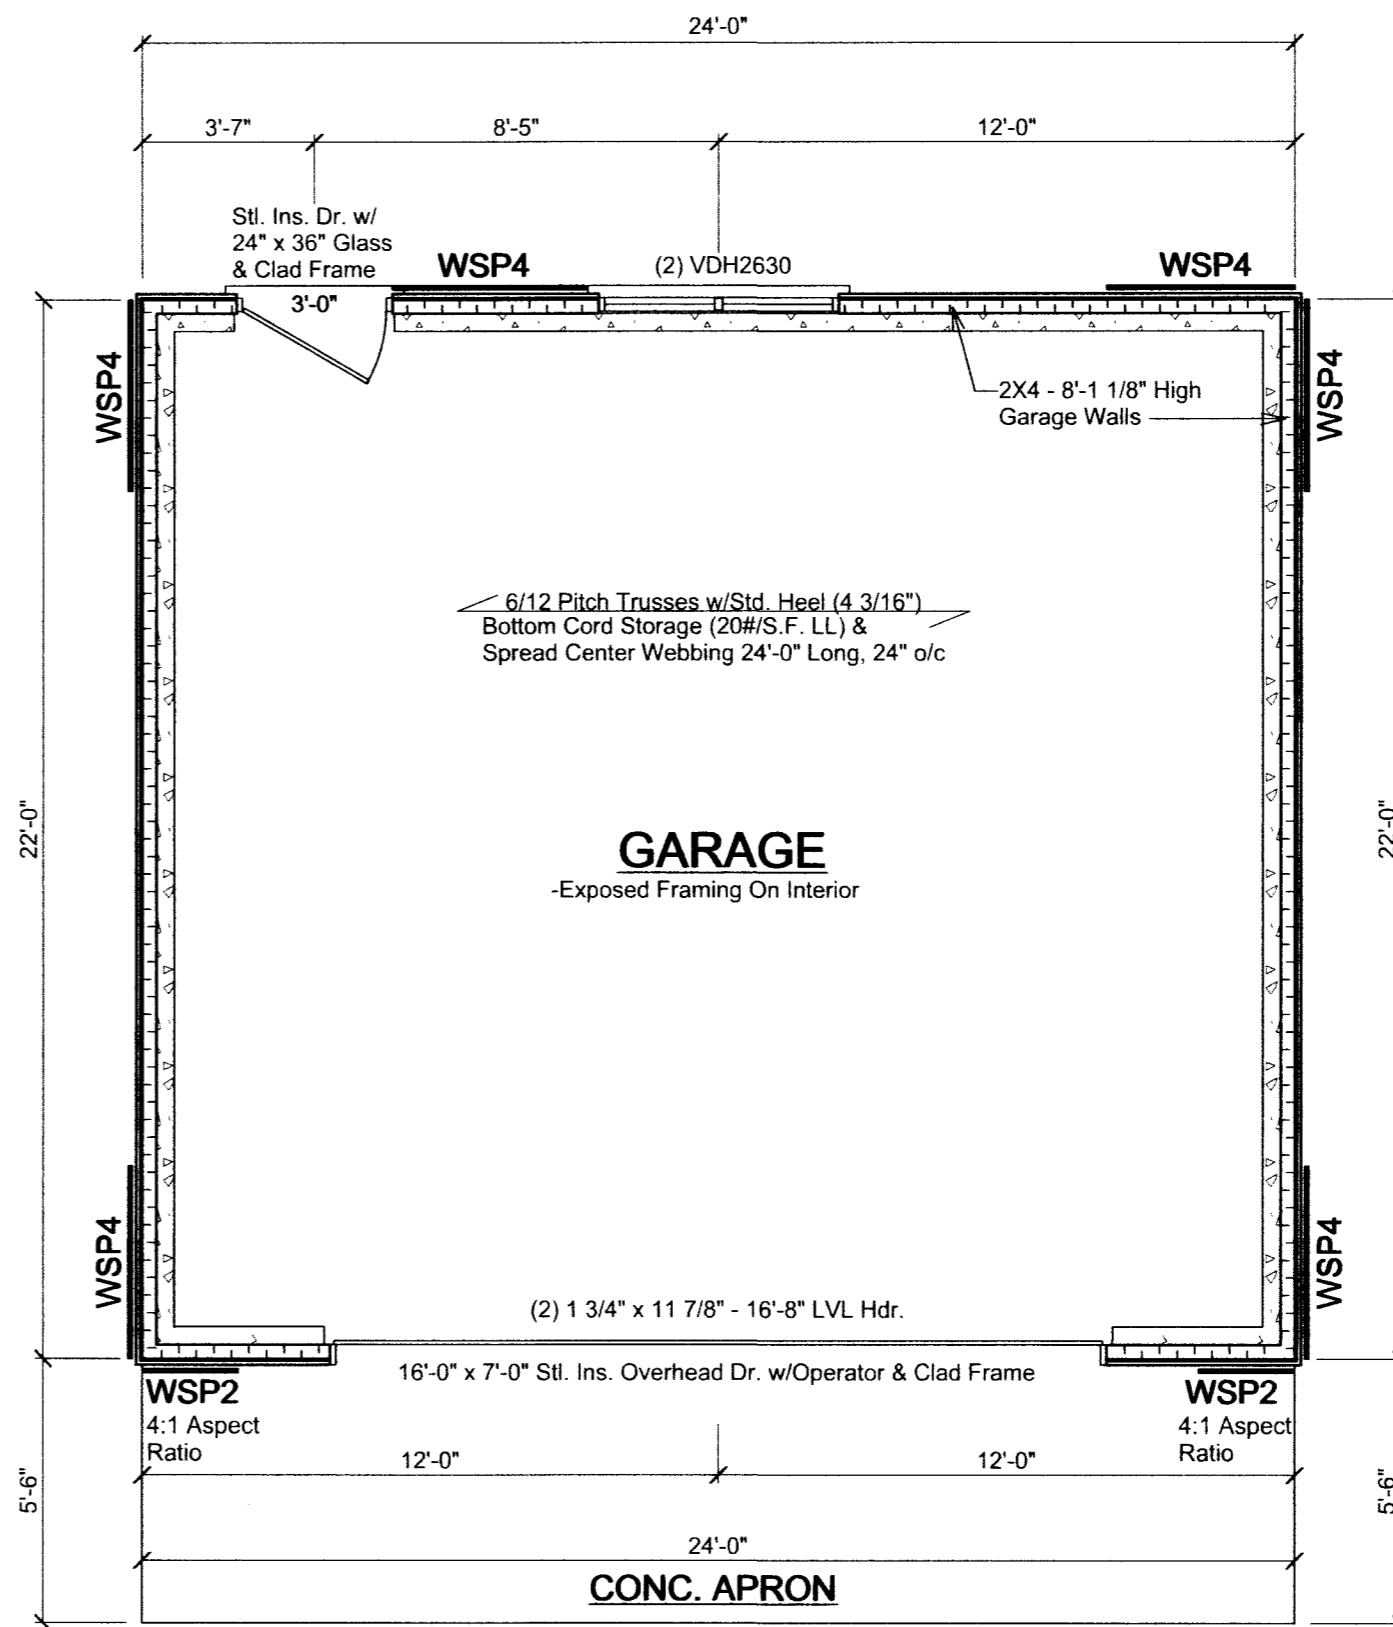 24'-0"
3'-7"
8'-5"
12'-0"
Stl. Ins. Dr. w/
24" x 36" Glass
& Clad Frame
3'-0"
WSP4
(2) VDH2630
WSP4
WSP4
WSP4
2X4 - 8'-1 1/8" High
Garage Walls
6/12 Pitch Trusses w/Std. Heel (4 3/16")
Bottom Cord Storage (20#/S.F. LL) &
Spread Center Webbing 24'-0" Long, 24" o/c
22'-0"
22'-0"
GARAGE
-Exposed Framing On Interior
WSP4
WSP4
(2) 1 3/4" x 11 7/8" - 16'-8" LVL Hdr.
16'-0" x 7'-0" Stl. Ins. Overhead Dr. w/Operator & Clad Frame
WSP2
4:1 Aspect
Ratio
WSP2
4:1 Aspect
Ratio
12'-0"
12'-0"
5'-6"
5'-6"
24'-0"
CONC. APRON